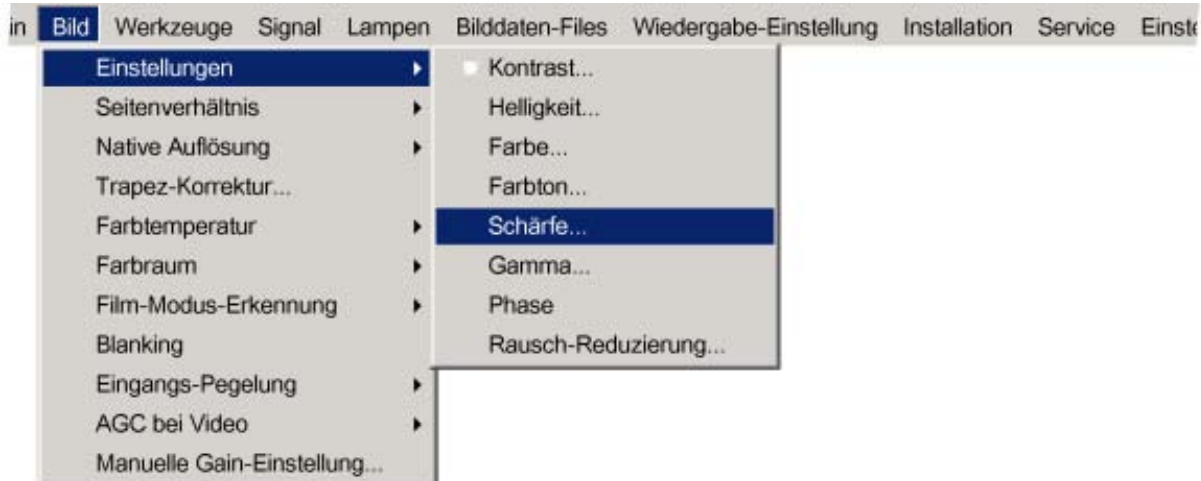 in Bild Werkzeuge Signal Lampen Bilddaten-Files Wiedergabe-Einstellung Installation Service Einste
Einstellungen
Seitenverhältnis
Native Auflösung
Trapez-Korrektur...
Farbtemperatur
Farbraum
Film-Modus-Erkennung
Blanking
Eingangs-Pegelung
AGC bei Video
Manuelle Gain-Einstellung...
Kontrast...
Helligkeit...
Farbe...
Farbton...
Schärfe...
Gamma...
Phase
Rausch-Reduzierung...